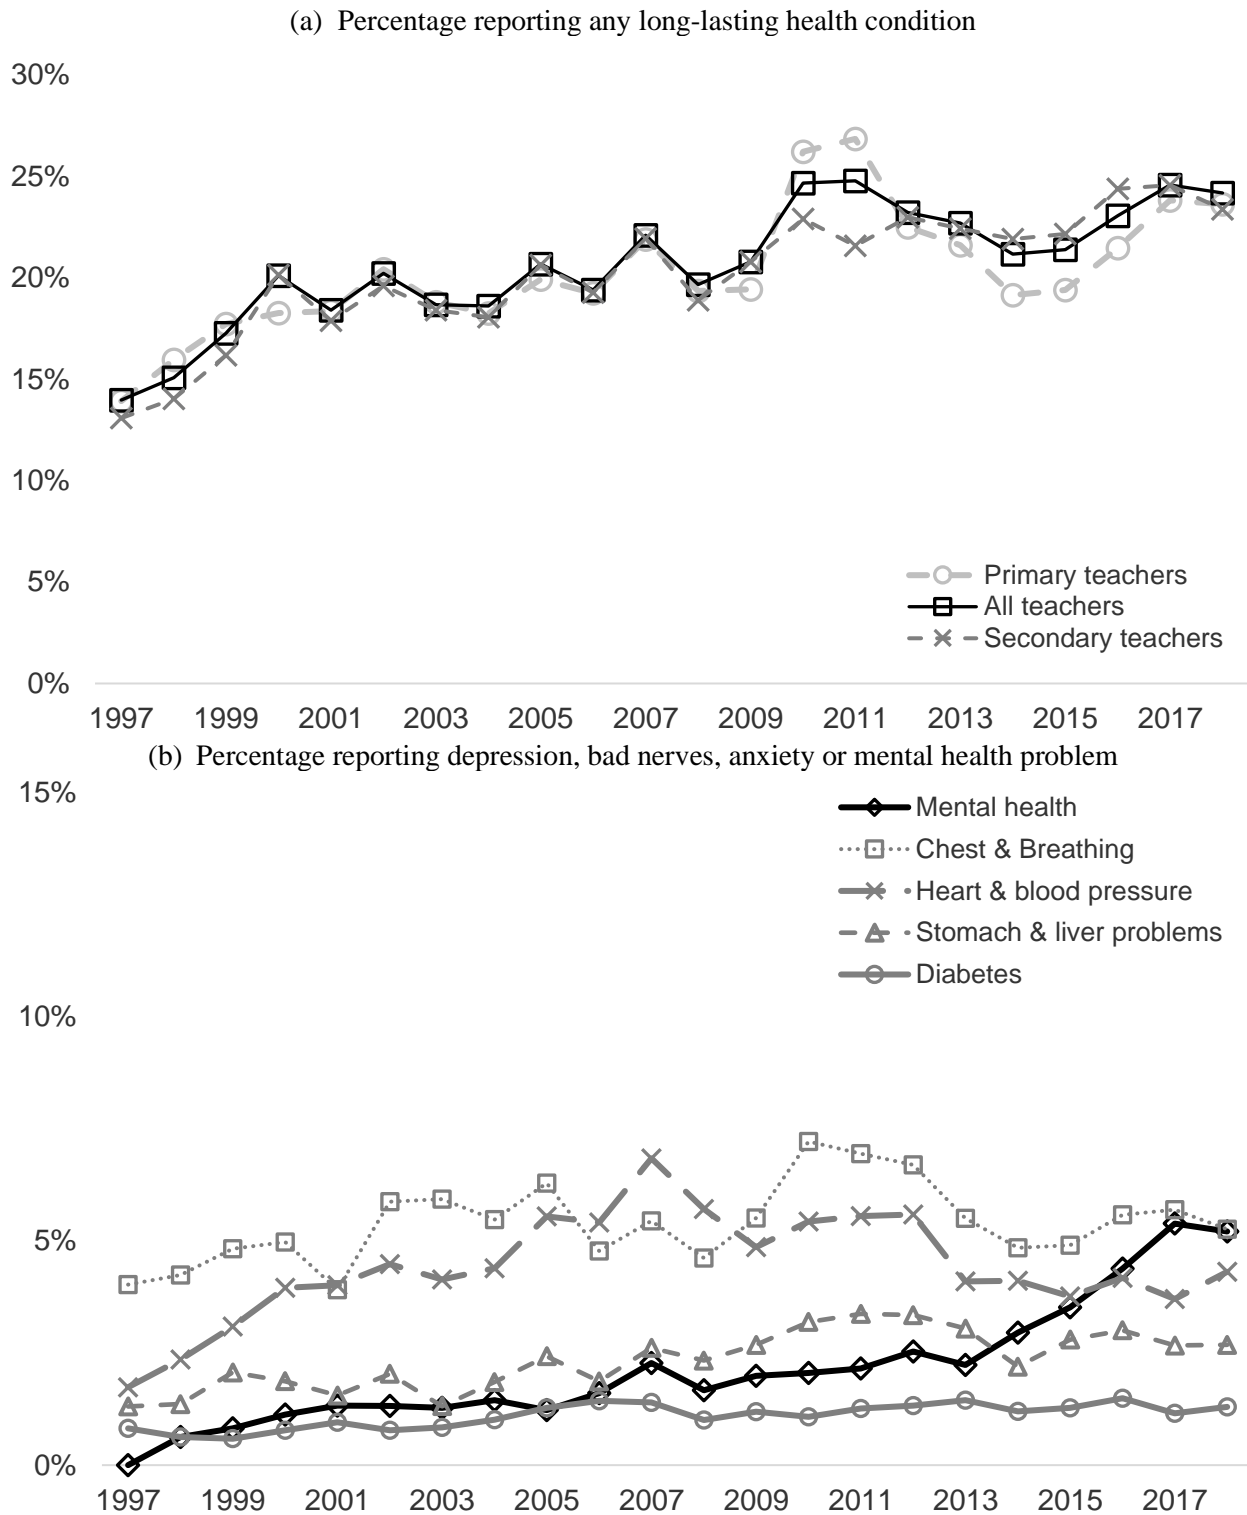 (a) Percentage reporting any long-lasting health condition
30%
25%
20%
15%
10%
5%
0%
Primary teachers
All teachers
Secondary teachers
1997 1999 2001 2003 2005 2007 2009 2011 2013 2015 2017
(b) Percentage reporting depression, bad nerves, anxiety or mental health problem
15%
10%
5%
0%
Mental health
Chest & Breathing
Heart & blood pressure
Stomach & liver problems
Diabetes
1997 1999 2001 2003 2005 2007 2009 2011 2013 2015 2017